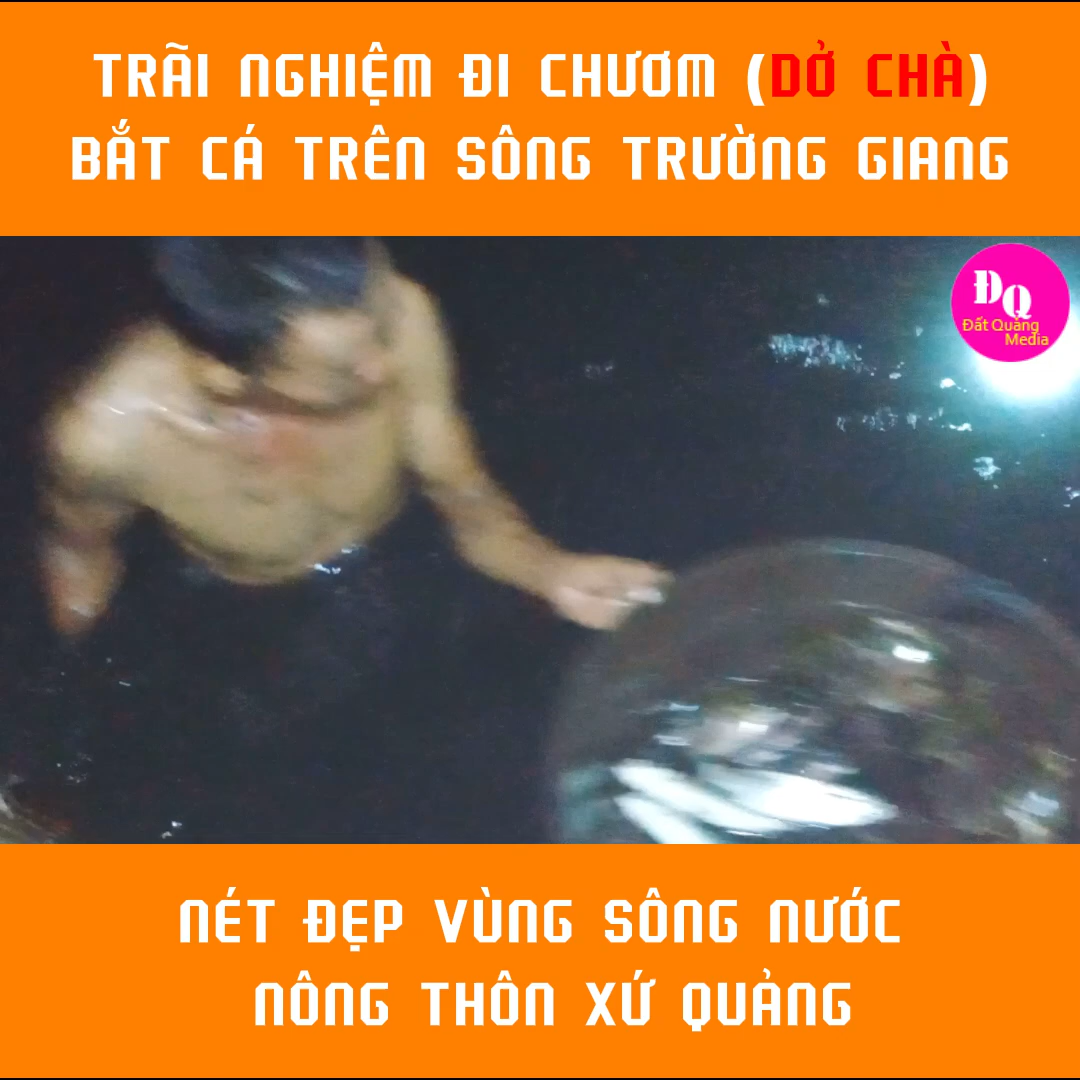 TRÃI NGHIỆM ĐI CHƯƠM (DỞ CHÀ)
BẮT CÁ TRÊN SÔNG TRƯỜNG GIANG
ĐQ
Đất Quảng
Media
NÉT ĐẸP VÙNG SÔNG NƯỚC
NÔNG THÔN XỨ QUẢNG